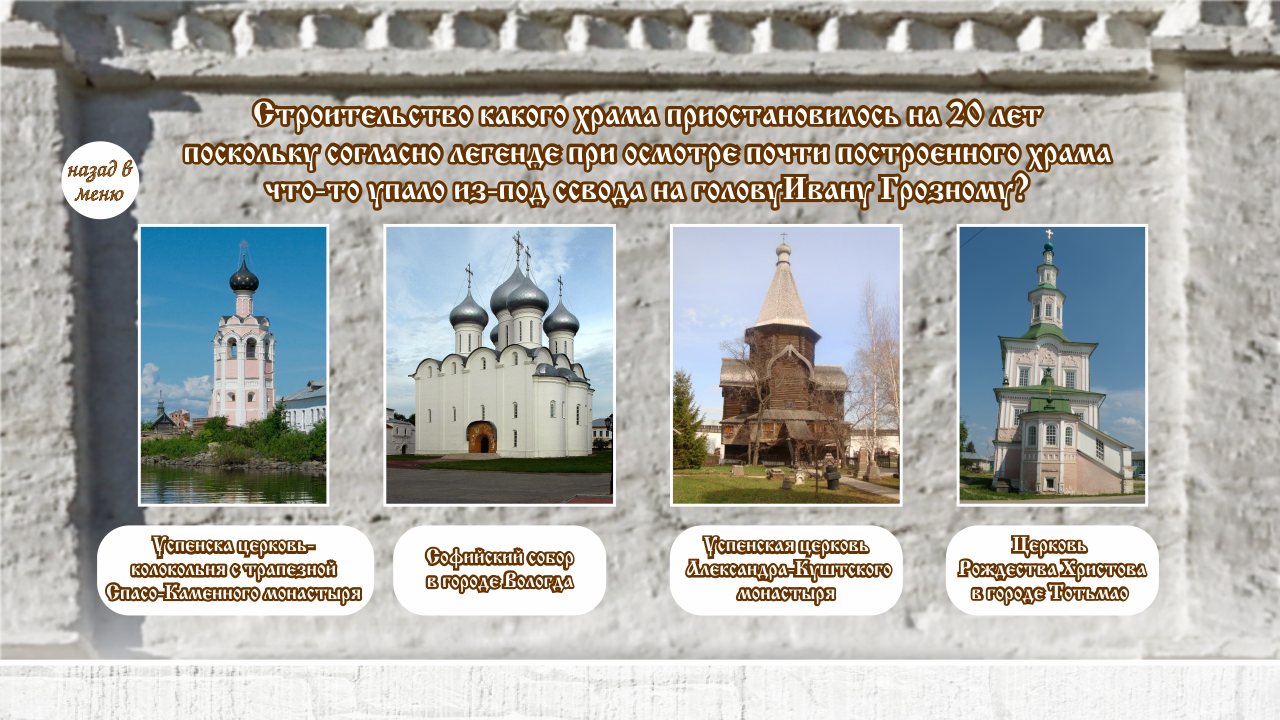 Строительство какого храма приостановилось на 20 лет
поскольку согласно легенде при осмотре почти построенного храма
что-то упало из-под ссвода на головуИвану Грозному?
назад в
меню
Успенска церковь-
колокольня с трапезной
Спасо-Каменного монастыря
Софийский собор
в городе Вологда
Успенская церковь
Александра-Куштского
монастыря
Церковь
Рождества Христова
в городе Тотьмао